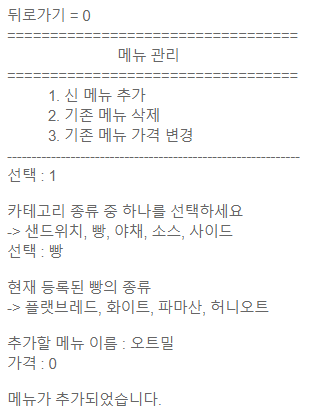 뒤로가기 = 0
==================================
메뉴 관리
==================================
1. 신 메뉴 추가
2. 기존 메뉴 삭제
3. 기존 메뉴 가격 변경
----------------------------------------------------------
선택 : 1
카테고리 종류 중 하나를 선택하세요
-> 샌드위치, 빵, 야채, 소스, 사이드
선택 : 빵
현재 등록된 빵의 종류
-> 플랫브레드, 화이트, 파마산, 허니오트
추가할 메뉴 이름 : 오트밀
가격 : 0
메뉴가 추가되었습니다.